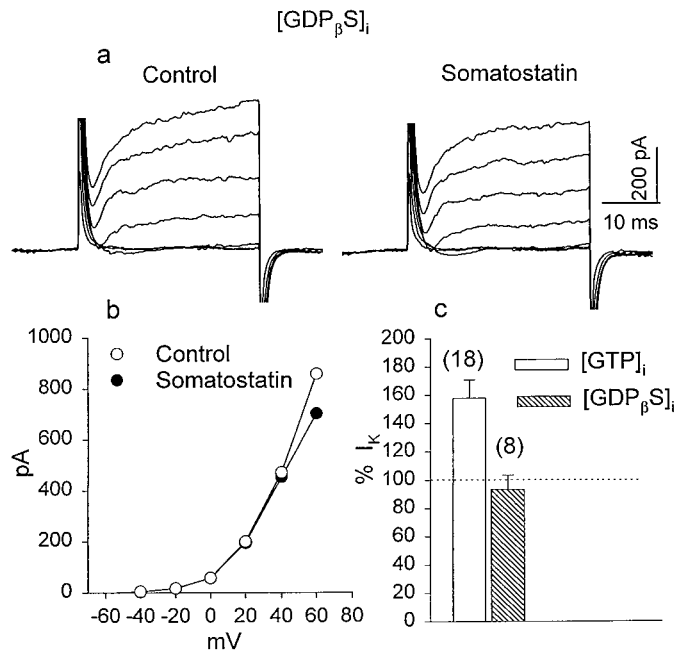 [GDPβS]i
a
Control
Somatostatin
200 pA
10 ms
b
1000
800
600
400
200
0
pA
Control
Somatostatin
-60 -40 -20 0 20 40 60 80
mV
c
200
180
160
140
120
100
80
60
40
20
0
% IK
(18)
(8)
[GTP]i
[GDPβS]i